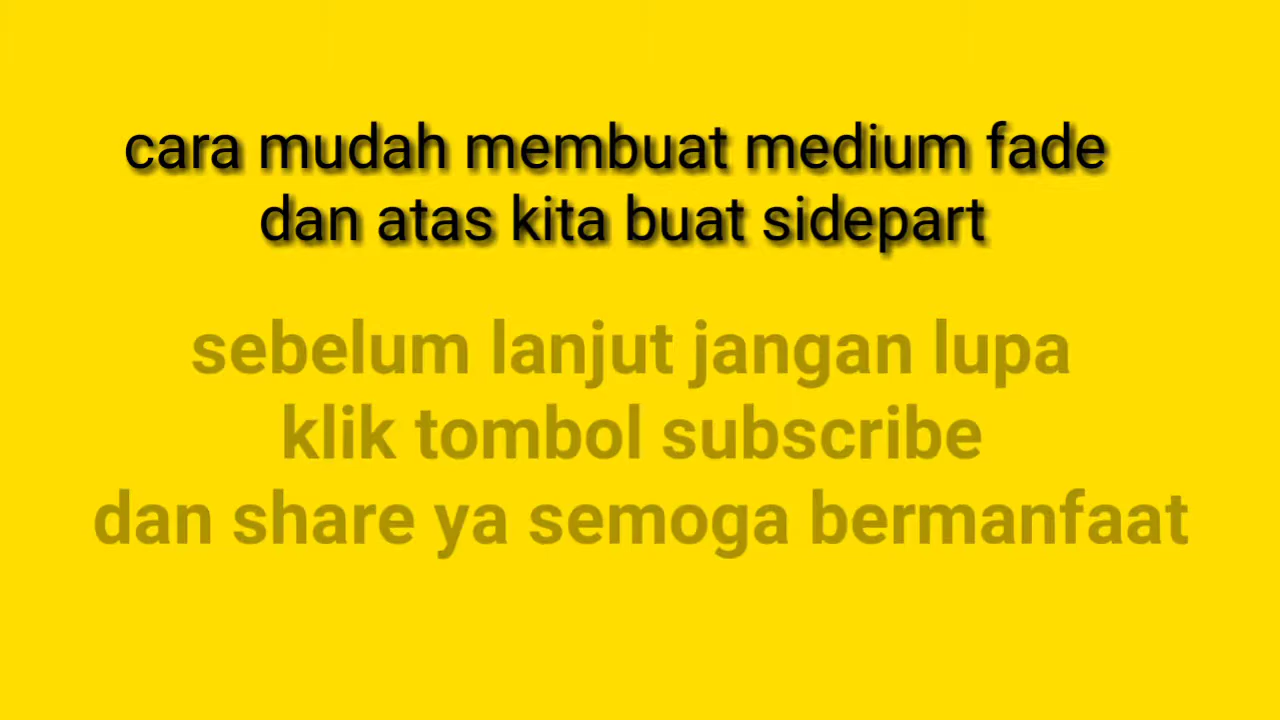 cara mudah membuat medium fade
dan atas kita buat sidepart
sebelum lanjut jangan lupa
klik tombol subscribe
dan share ya semoga bermanfaat